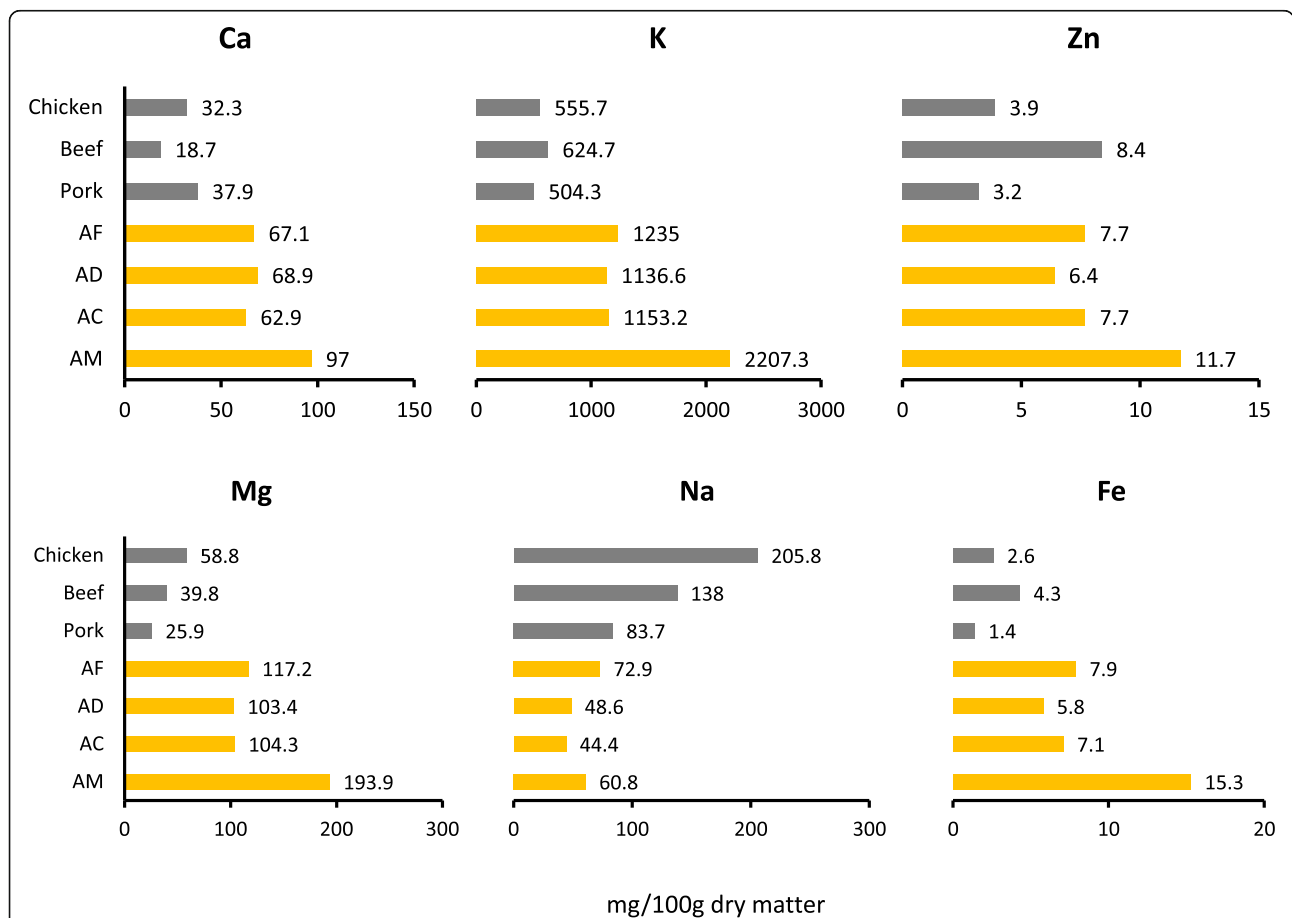 Ca K Zn
Chicken 32.3 555.7 3.9
Beef 18.7 624.7 8.4
Pork 37.9 504.3 3.2
AF 67.1 1235 7.7
AD 68.9 1136.6 6.4
AC 62.9 1153.2 7.7
AM 97 2207.3 11.7
0 50 100 150 0 1000 2000 3000 0 5 10 15
Mg Na Fe
Chicken 58.8 205.8 2.6
Beef 39.8 138 4.3
Pork 25.9 83.7 1.4
AF 117.2 72.9 7.9
AD 103.4 48.6 5.8
AC 104.3 44.4 7.1
AM 193.9 60.8 15.3
0 100 200 300 0 100 200 300 0 10 20
mg/100g dry matter